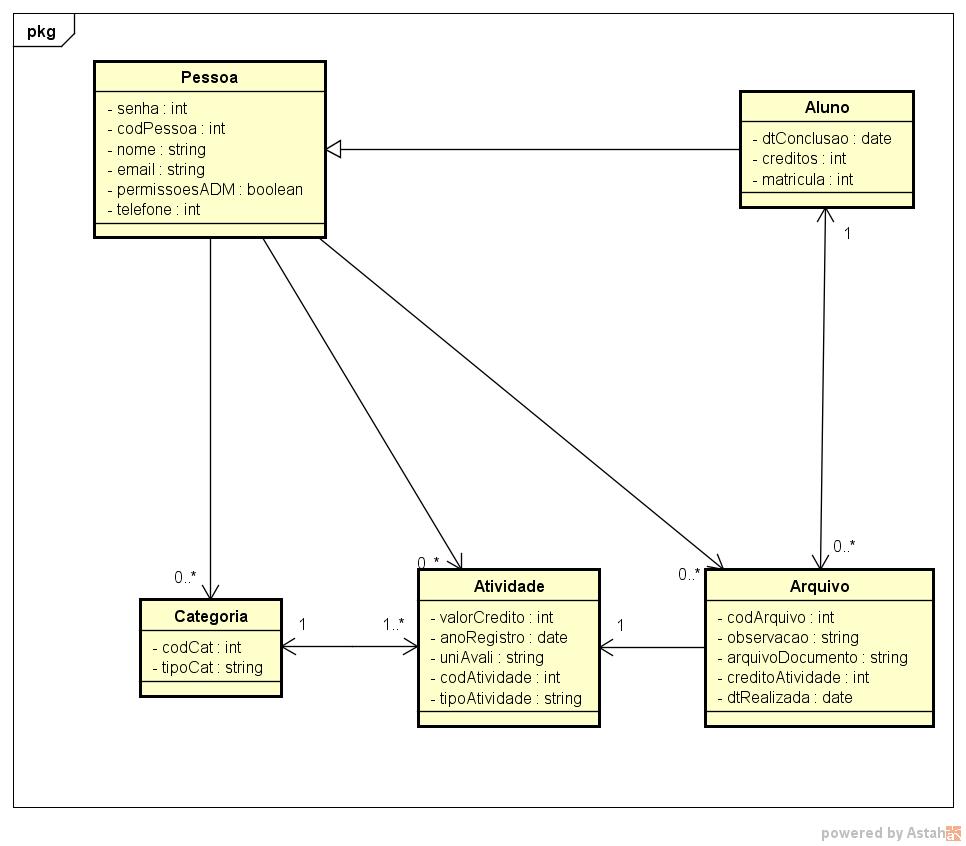 pkg
Pessoa
- senha : int
- codPessoa : int
- nome : string
- email : string
- permissoesADM : boolean
- telefone : int
Aluno
- dtConclusao : date
- creditos : int
- matricula : int
1
0..*
0..*
0..*
0..*
Categoria
- codCat : int
- tipoCat : string
1
1..*
Atividade
- valorCredito : int
- anoRegistro : date
- uniAvali : string
- codAtividade : int
- tipoAtividade : string
1
Arquivo
- codArquivo : int
- observacao : string
- arquivoDocumento : string
- creditoAtividade : int
- dtRealizada : date
powered by Astah